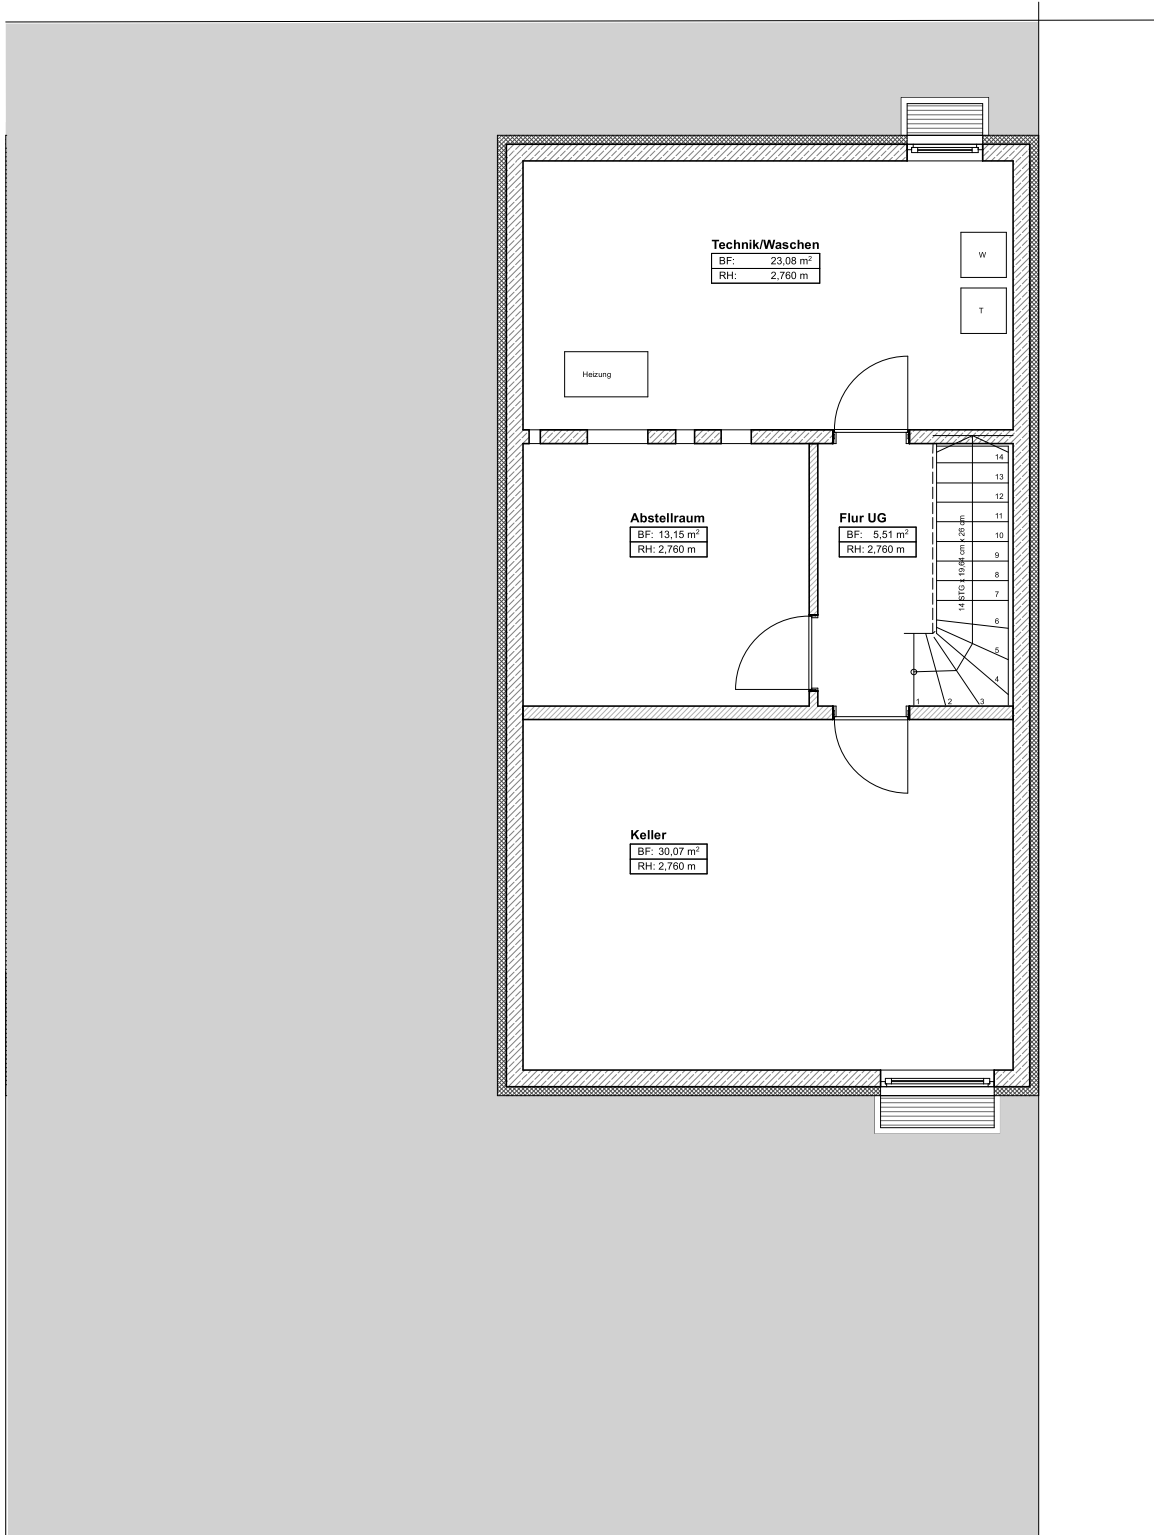 Technik/Waschen
BF: 23,08 m²
RH: 2,760 m
W
T
Heizung
Abstellraum
BF: 13,15 m²
RH: 2,760 m
Flur UG
BF: 5,51 m²
RH: 2,760 m
14
13
12
11
10
9
8
7
6
5
4
3
2
1
14 STG x 19,64 cm x 26 cm
Keller
BF: 30,07 m²
RH: 2,760 m